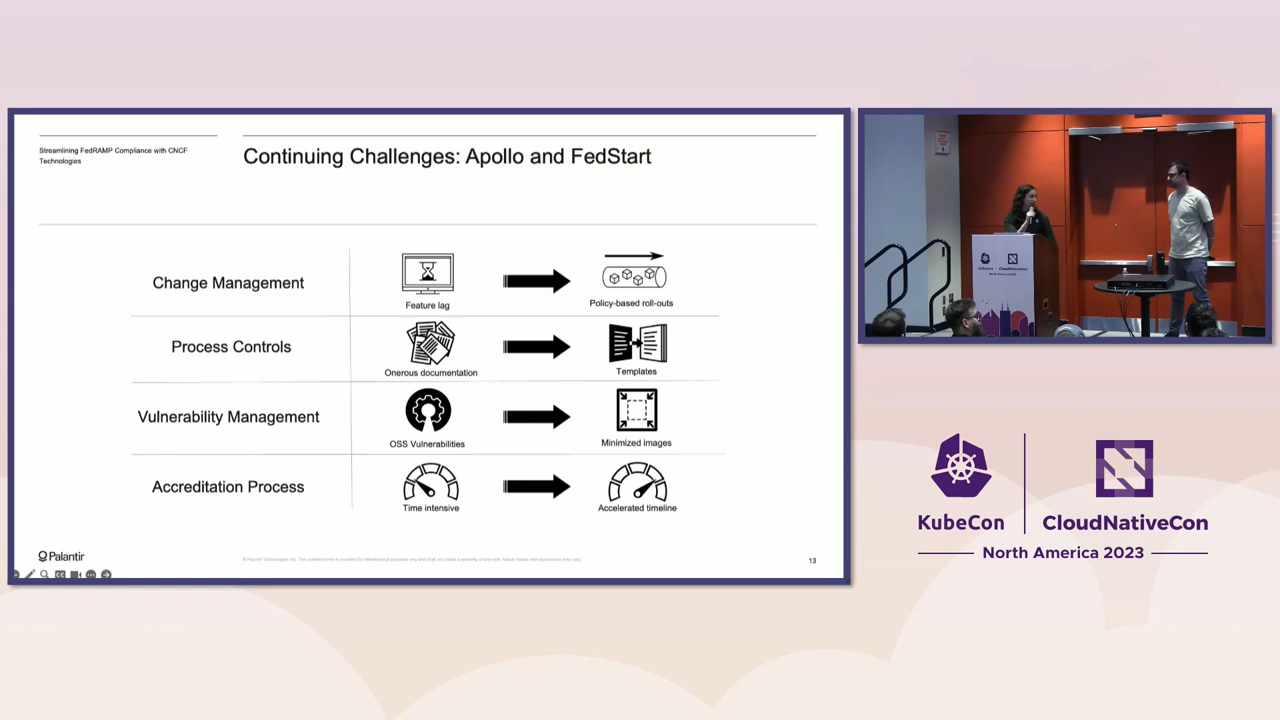 Streamlining FedRAMP Compliance with CNCF
Technologies
Continuing Challenges: Apollo and FedStart
Change Management
Feature lag
Policy-based roll-outs
Process Controls
Onerous documentation
Templates
Vulnerability Management
OSS Vulnerabilities
Minimized images
Accreditation Process
Time intensive
Accelerated timeline
Palantir
13
KubeCon
CloudNativeCon
North America 2023